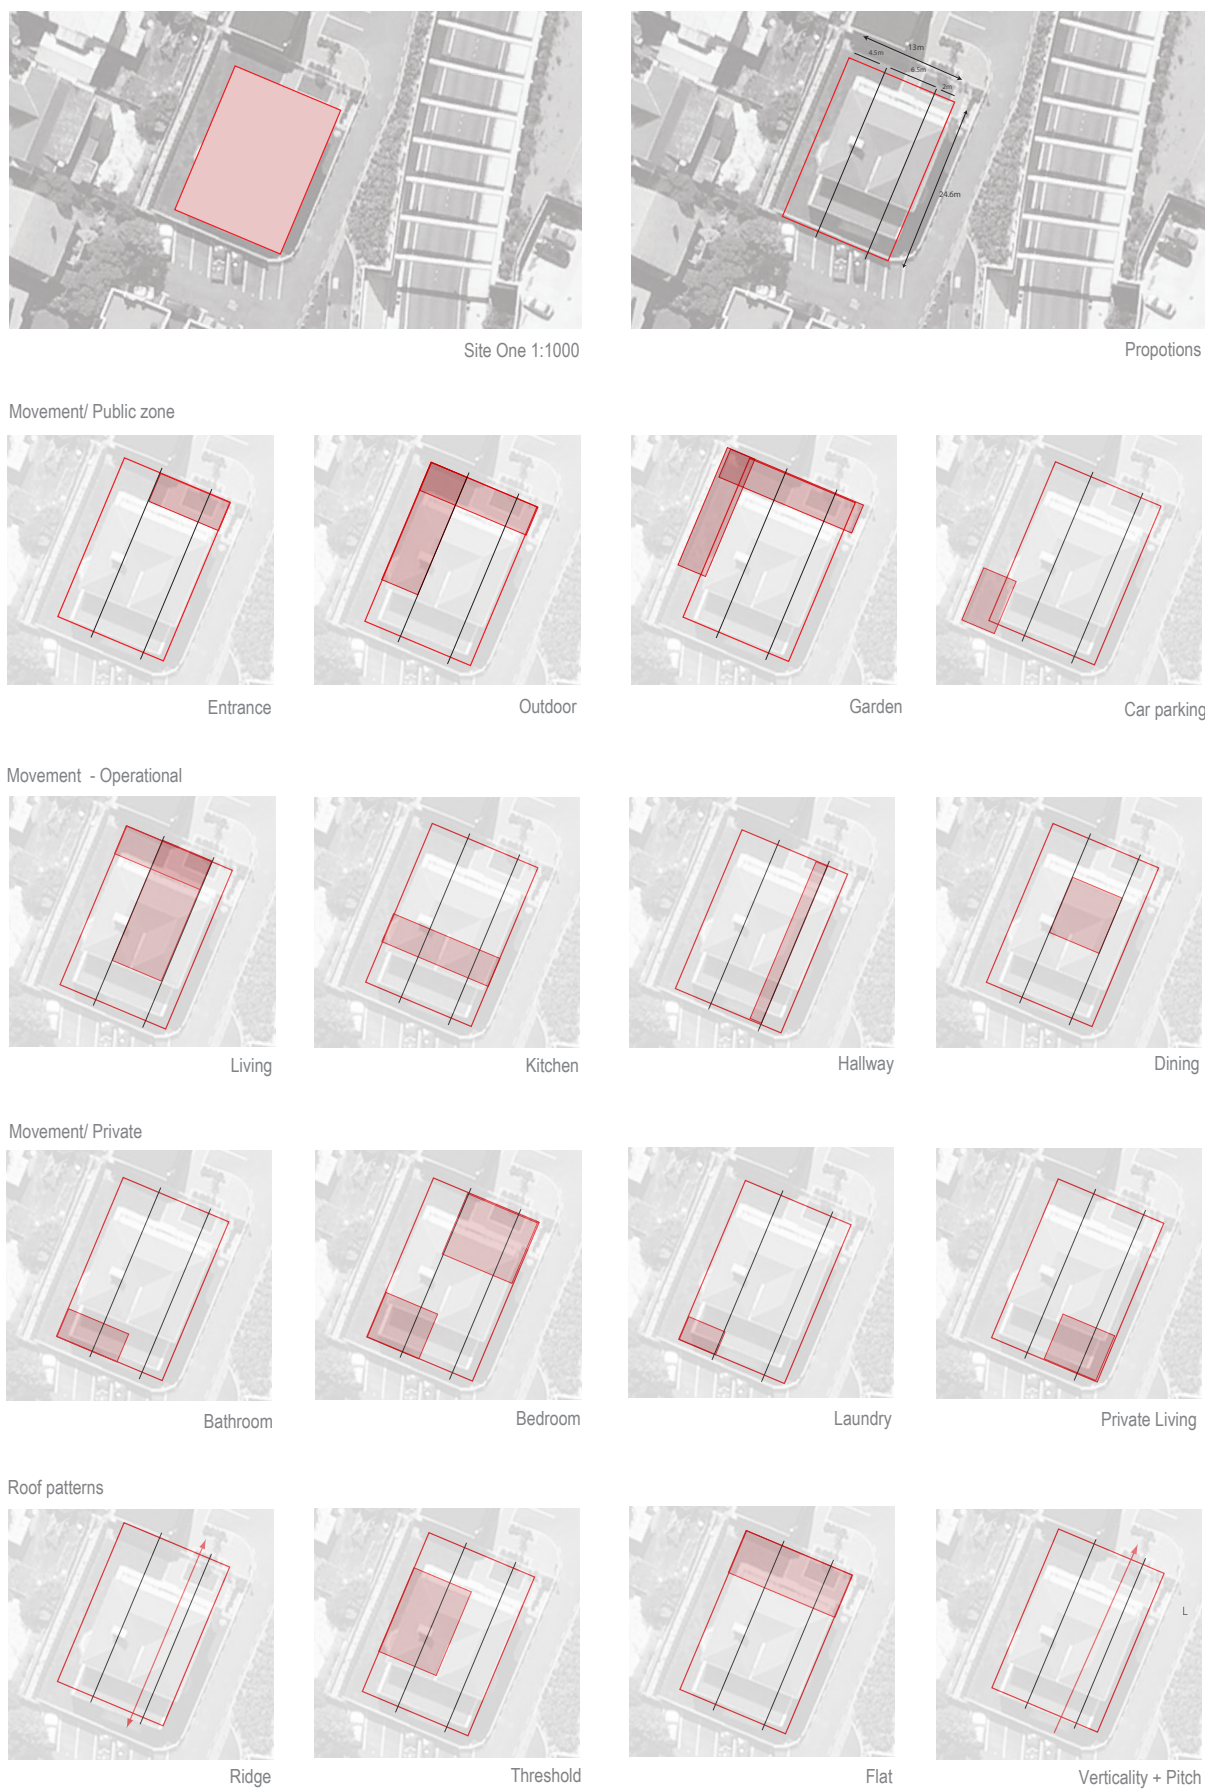 13m
4.5m
6.5m
2m
24.6m
Site One 1:1000
Propotions
Movement/ Public zone
Entrance
Outdoor
Garden
Car parking
Movement - Operational
Living
Kitchen
Hallway
Dining
Movement/ Private
Bathroom
Bedroom
Laundry
Private Living
Roof patterns
L
Ridge
Threshold
Flat
Verticality + Pitch